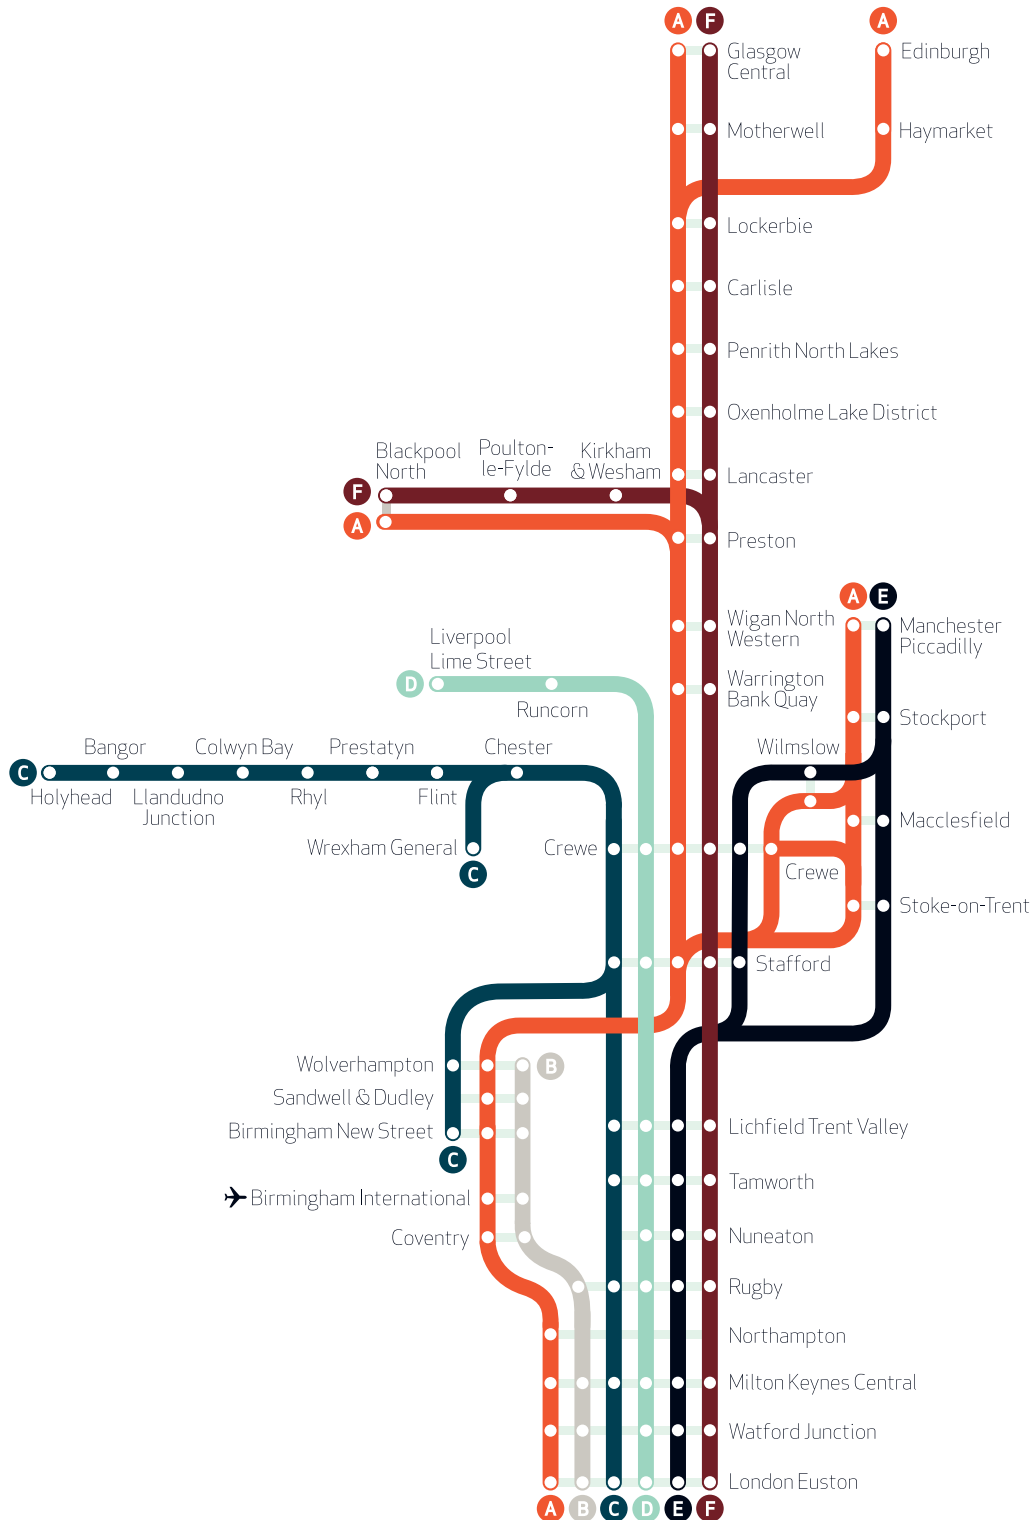 A F A
Glasgow
Central
Edinburgh
Motherwell
Haymarket
Lockerbie
Carlisle
Penrith North Lakes
Oxenholme Lake District
Blackpool
North
Poulton-
le-Fylde
Kirkham
& Wesham
Lancaster
F
A
Preston
A E
Wigan North
Western
Manchester
Piccadilly
Liverpool
Lime Street
D
Runcorn
Warrington
Bank Quay
Stockport
Wilmslow
Bangor
Colwyn Bay
Prestatyn
Chester
C
Holyhead
Llandudno
Junction
Rhyl
Flint
Macclesfield
Wrexham General
C
Crewe
Crewe
Stoke-on-Trent
Stafford
Wolverhampton
B
Sandwell & Dudley
Birmingham New Street
C
Lichfield Trent Valley
Tamworth
Birmingham International
Coventry
Nuneaton
Rugby
Northampton
Milton Keynes Central
Watford Junction
London Euston
A B C D E F